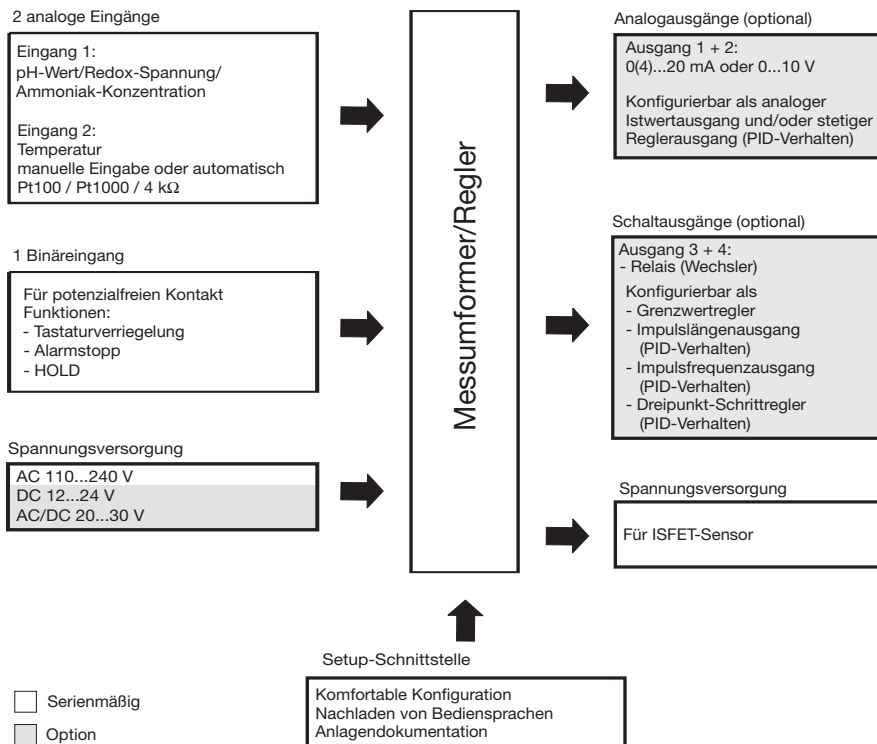 2 analoge Eingänge
Eingang 1:
pH-Wert/Redox-Spannung/
Ammoniak-Konzentration
Eingang 2:
Temperatur
manuelle Eingabe oder automatisch
Pt100 / Pt1000 / 4 kΩ
1 Binäreingang
Für potenzialfreien Kontakt
Funktionen:
- Tastaturverriegelung
- Alarmstopp
- HOLD
Spannungsversorgung
AC 110...240 V
DC 12...24 V
AC/DC 20...30 V
Messumformer/Regler
Analogausgänge (optional)
Ausgang 1 + 2:
0(4)...20 mA oder 0...10 V
Konfigurierbar als analoger
Istwertausgang und/oder stetiger
Reglerausgang (PID-Verhalten)
Schaltausgänge (optional)
Ausgang 3 + 4:
- Relais (Wechsler)
Konfigurierbar als
- Grenzwertregler
- Impulslängenausgang
(PID-Verhalten)
- Impulsfrequenzausgang
(PID-Verhalten)
- Dreipunkt-Schrittregler
(PID-Verhalten)
Spannungsversorgung
Für ISFET-Sensor
Setup-Schnittstelle
Komfortable Konfiguration
Nachladen von Bediensprachen
Anlagendokumentation
Serienmäßig
Option